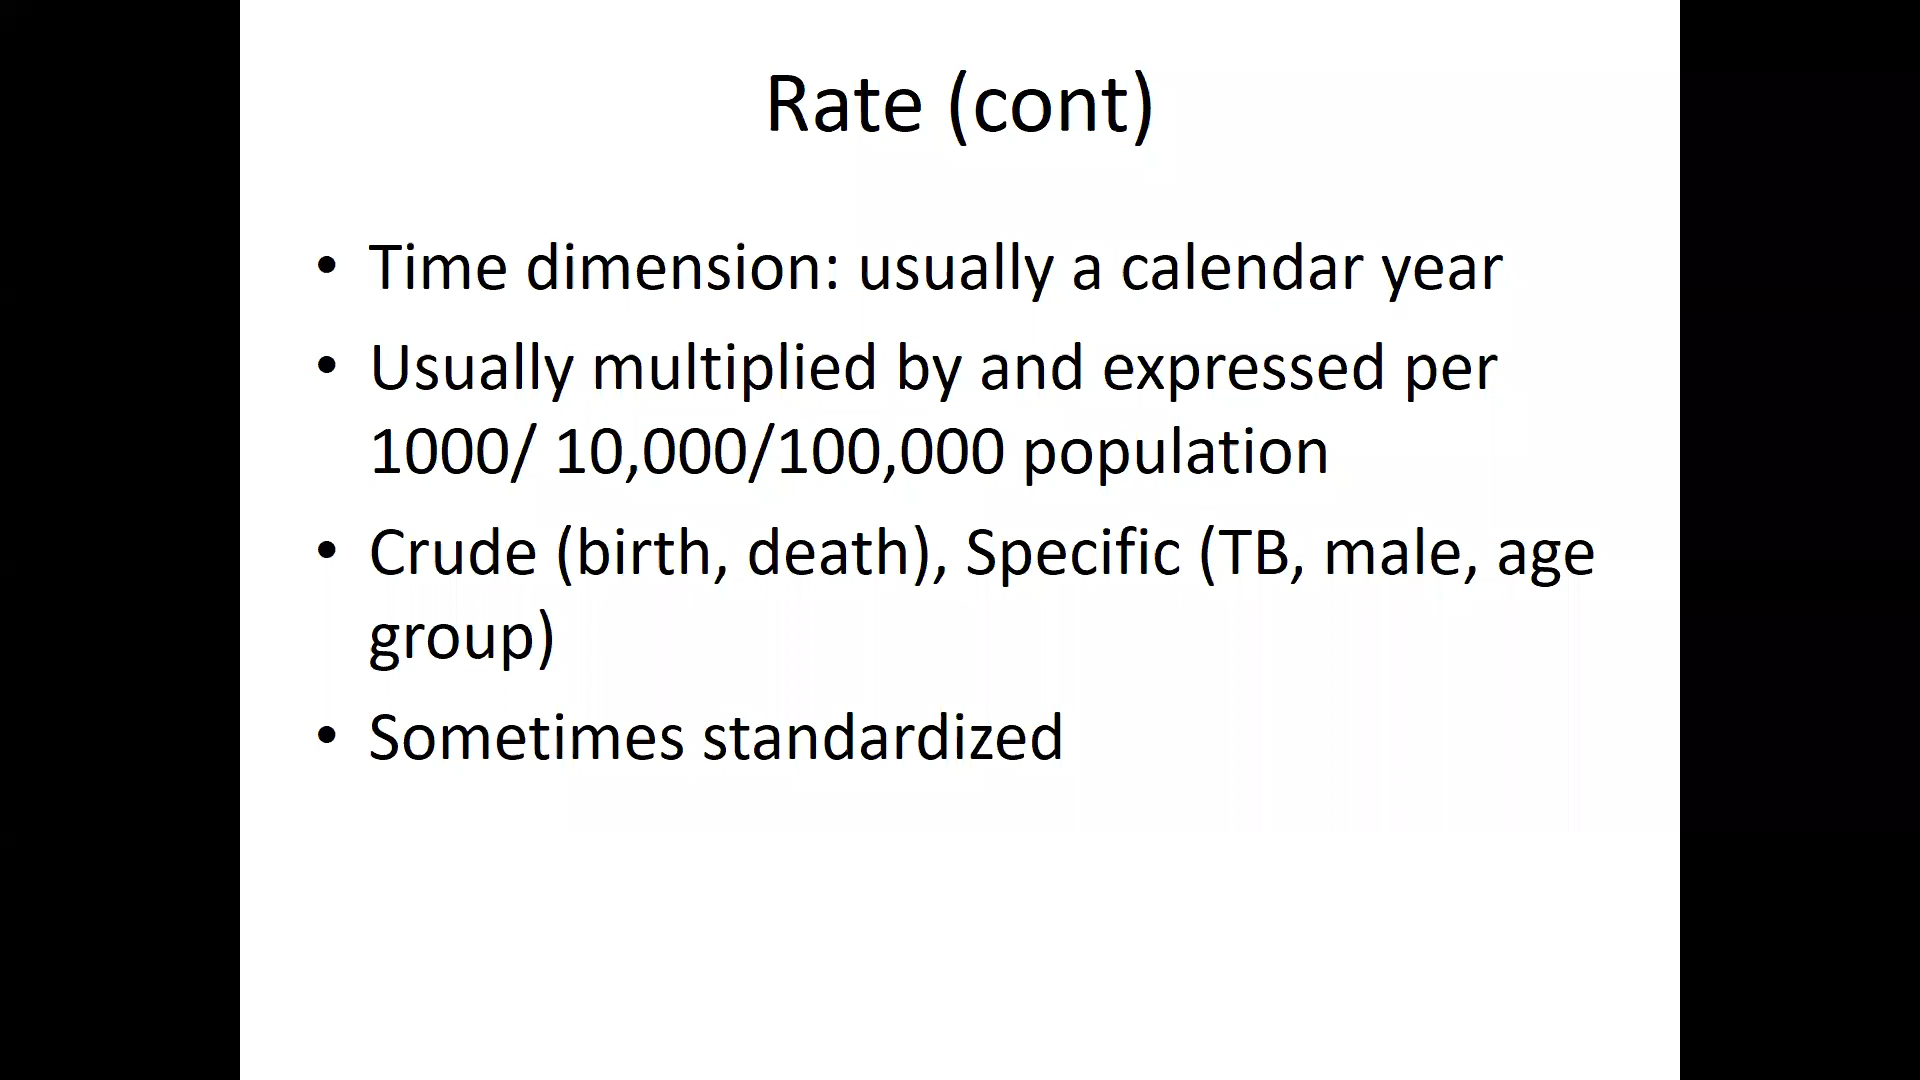 Rate (cont)
• Time dimension: usually a calendar year
• Usually multiplied by and expressed per
1000/ 10,000/100,000 population
• Crude (birth, death), Specific (TB, male, age
group)
• Sometimes standardized